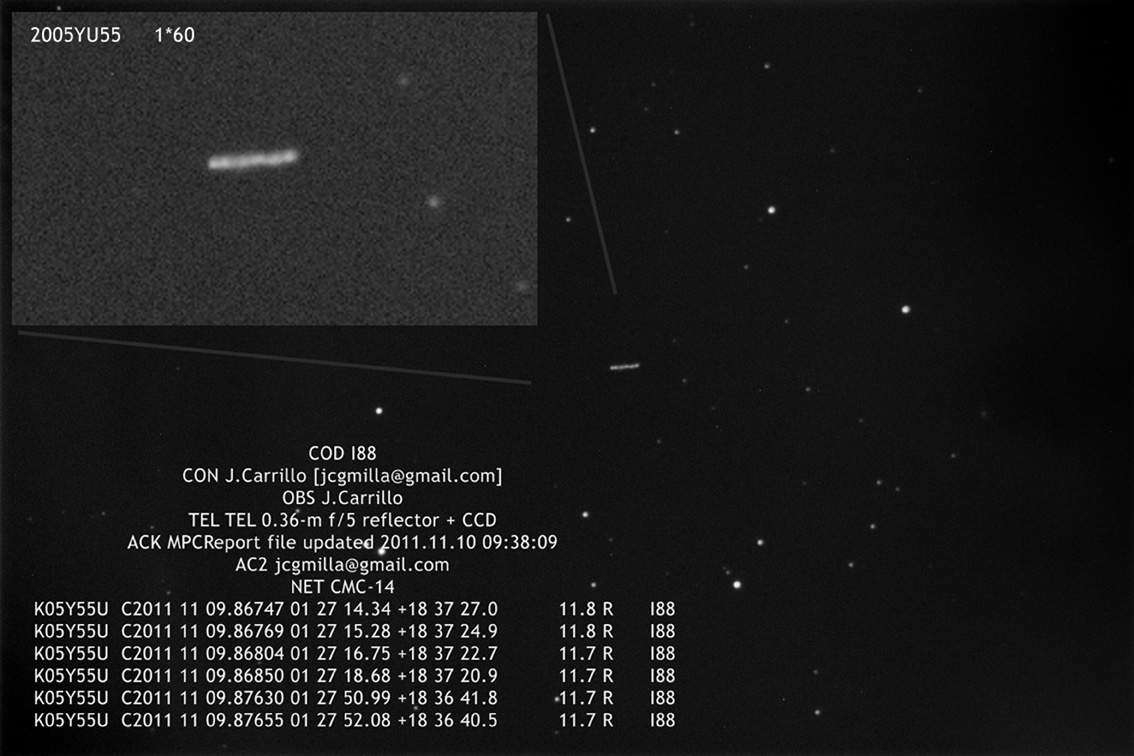 2005YU55 1*60
COD I88
CON J.Carrillo [jcgmilla@gmail.com]
OBS J.Carrillo
TEL TEL 0.36-m f/5 reflector + CCD
ACK MPCReport file updated 2011.11.10 09:38:09
AC2 jcgmilla@gmail.com
NET CMC-14
K05Y55U C2011 11 09.86747 01 27 14.34 +18 37 27.0 11.8 R I88
K05Y55U C2011 11 09.86769 01 27 15.28 +18 37 24.9 11.8 R I88
K05Y55U C2011 11 09.86804 01 27 16.75 +18 37 22.7 11.7 R I88
K05Y55U C2011 11 09.86850 01 27 18.68 +18 37 20.9 11.7 R I88
K05Y55U C2011 11 09.87630 01 27 50.99 +18 36 41.8 11.7 R I88
K05Y55U C2011 11 09.87655 01 27 52.08 +18 36 40.5 11.7 R I88